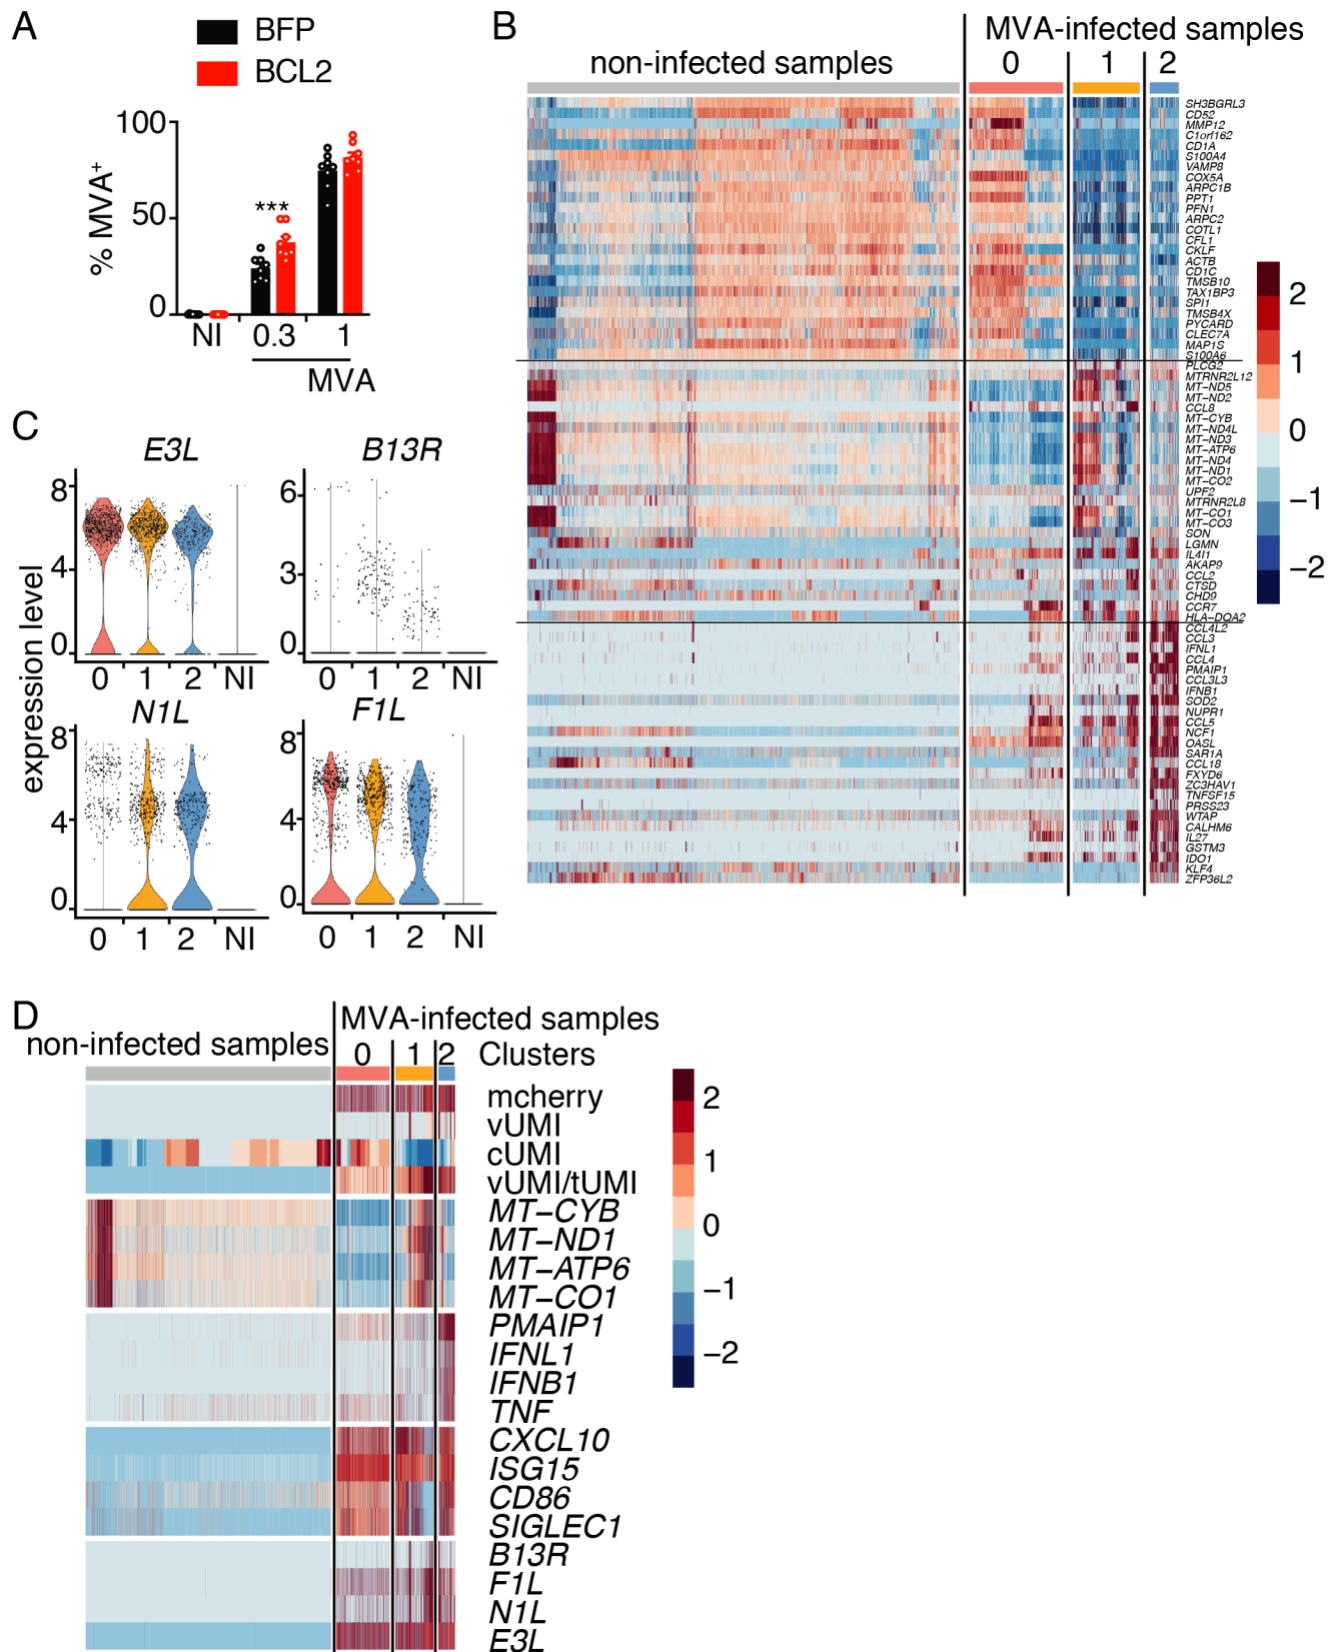 A
BFP
BCL2
100
50
0
% MVA+
***
NI
0.3
1
MVA
B
MVA-infected samples
non-infected samples
0
1
2
SH3BGRL3
CD52
MMP12
C1orf162
CD1A
S100A4
VAMP8
COX5A
ARPC1B
PPT1
PFN1
ARPC2
COTL1
CFL1
CKLF
ACTB
CD1C
TMSB10
TAX1BP3
SPI1
TMSB4X
PYCARD
CLEC7A
MAP1S
S100A6
PLCG2
MTRNR2L12
MT−ND5
MT−ND2
CCL8
MT−CYB
MT−ND4L
MT−ND3
MT−ATP6
MT−ND4
MT−ND1
MT−CO2
UPF2
MTRNR2L8
MT−CO1
MT−CO3
SON
LGMN
IL4I1
AKAP9
CCL2
CTSD
CHD9
CCR7
HLA−DQA2
CCL4L2
CCL3
IFNL1
CCL4
PMAIP1
CCL3L3
IFNB1
SOD2
NUPR1
CCL5
NCF1
OASL
SAR1A
CCL18
FXYD6
ZC3HAV1
TNFSF15
PRSS23
WTAP
CALHM6
IL27
GSTM3
IDO1
KLF4
ZFP36L2
2
1
0
−1
−2
C
expression level
E3L
8
4
0
0 1 2 NI
B13R
6
3
0
0 1 2 NI
N1L
8
4
0
0 1 2 NI
F1L
8
4
0
0 1 2 NI
D
MVA-infected samples
non-infected samples
0 1 2 Clusters
mcherry
vUMI
cUMI
vUMI/tUMI
MT−CYB
MT−ND1
MT−ATP6
MT−CO1
PMAIP1
IFNL1
IFNB1
TNF
CXCL10
ISG15
CD86
SIGLEC1
B13R
F1L
N1L
E3L
2
1
0
−1
−2